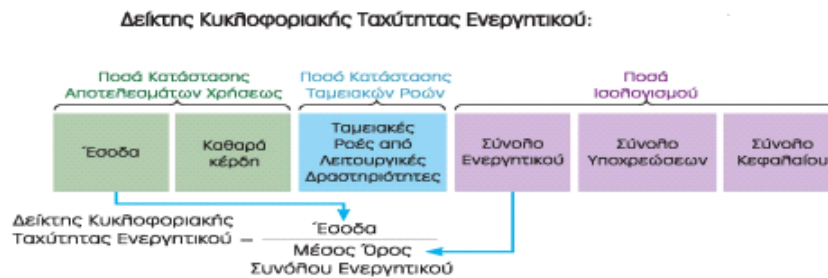 Δείκτης Κυκλοφοριακής Ταχύτητας Ενεργητικού:
Ποσά Κατάστασης
Αποτελεσμάτων Χρήσεως
Ποσό Κατάστασης
Ταμειακών Ροών
Ποσά
Ισολογισμού
Έσοδα
Καθαρά
κέρδη
Ταμειακές
Ροές από
Λειτουργικές
Δραστηριότητες
Σύνολο
Ενεργητικού
Σύνολο
Υποχρεώσεων
Σύνολο
Κεφαλαίου
Δείκτης Κυκλοφοριακής
Ταχύτητας Ενεργητικού =
Έσοδα
Μέσος Όρος
Συνόλου Ενεργητικού